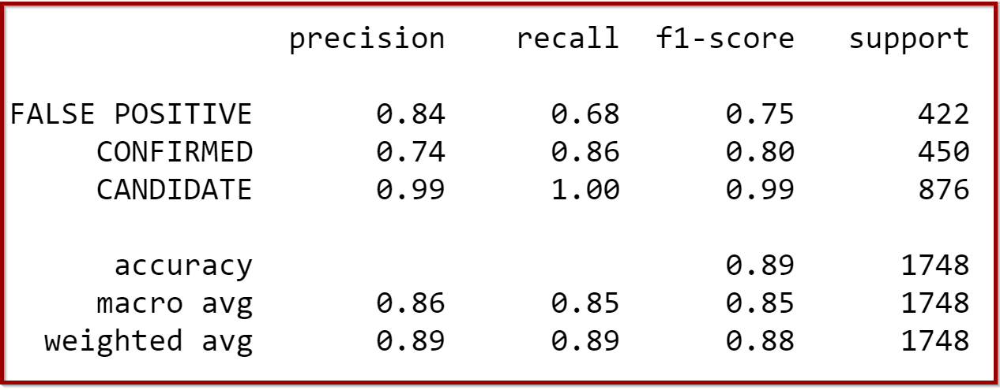 precision recall f1-score support
FALSE POSITIVE 0.84 0.68 0.75 422
CONFIRMED 0.74 0.86 0.80 450
CANDIDATE 0.99 1.00 0.99 876
accuracy 0.89 1748
macro avg 0.86 0.85 0.85 1748
weighted avg 0.89 0.89 0.88 1748